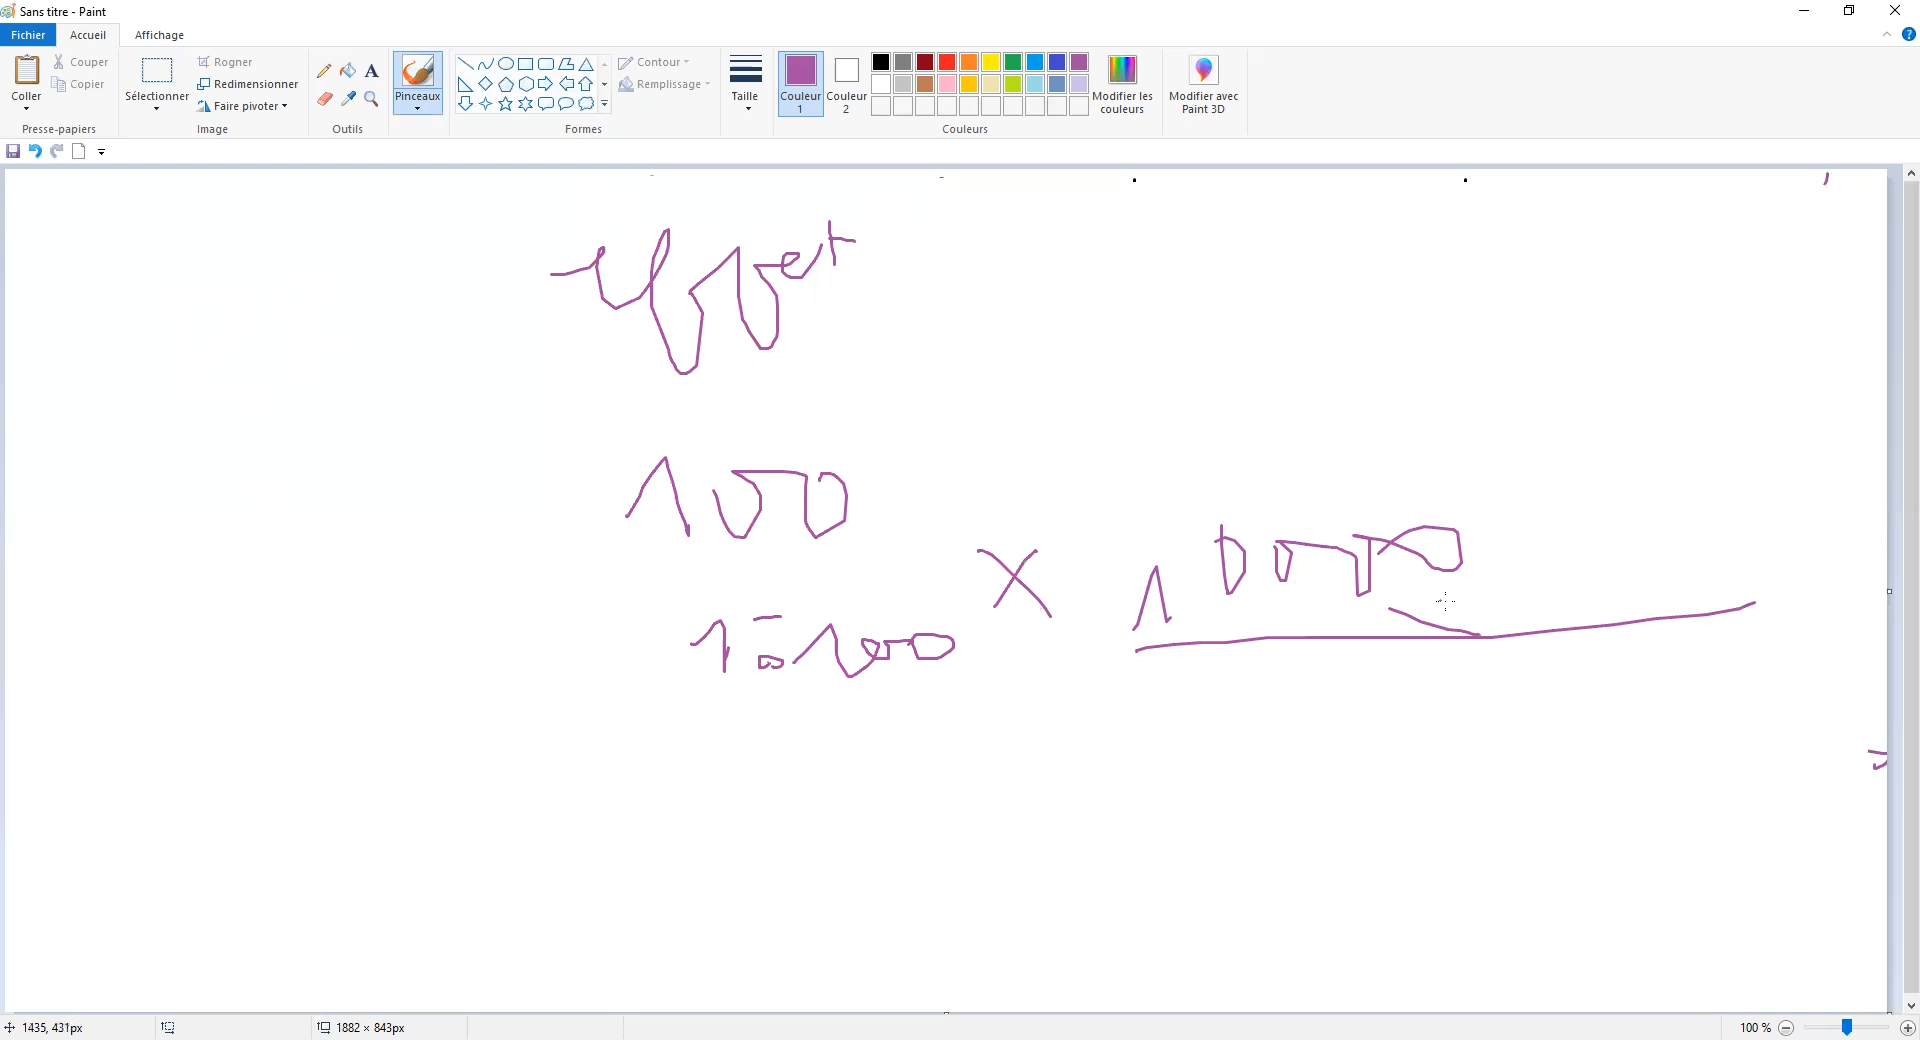 Sans titre - Paint
Fichier Accueil Affichage
Coller
Couper
Copier
Presse-papiers
Sélectionner
Rogner
Redimensionner
Faire pivoter
Image
A
Outils
Pinceaux
Contour
Remplissage
Formes
Taille
Couleur 1
Couleur 2
Modifier les couleurs
Couleurs
Modifier avec Paint 3D
100
X
1435, 431px
1882 × 843px
100 %